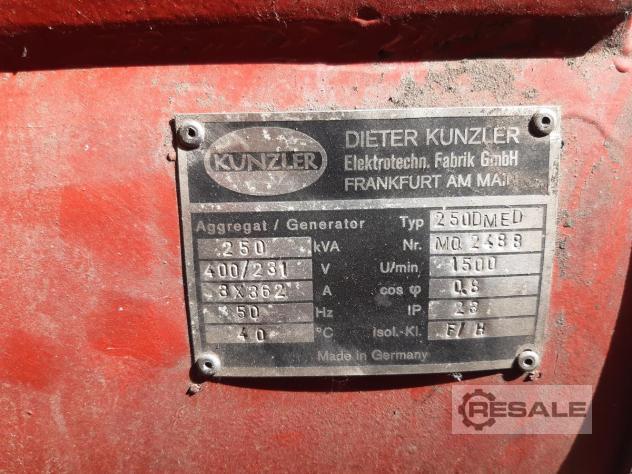 KUNZLER
DIETER KUNZLER
Elektrotechn. Fabrik GmbH
FRANKFURT AM MAIN
Aggregat / Generator Typ 250DMED
250 kVA Nr. MO 2488
400/231 V U/min 1500
3X362 A cos φ 0.8
50 Hz IP 23
40 °C Isol.-Kl. F/H
Made in Germany
RESALE